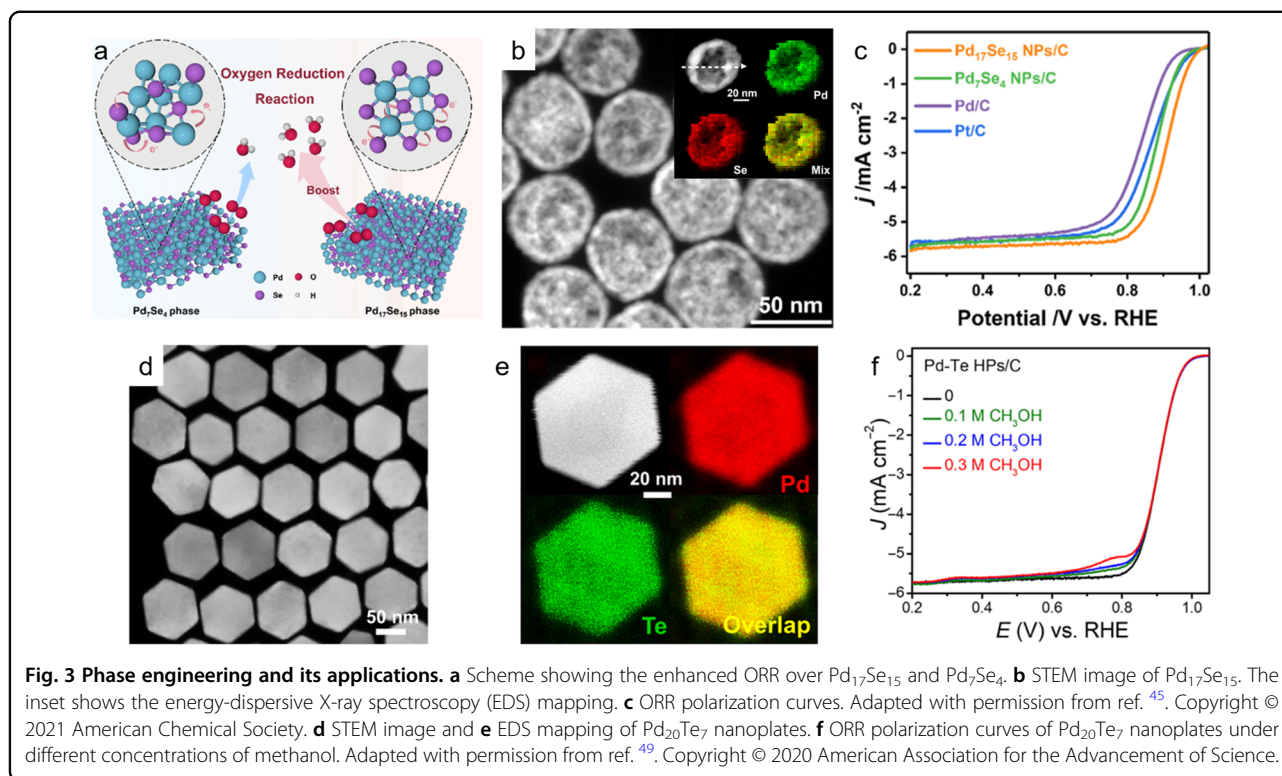 a
Oxygen Reduction
Reaction
e⁻
e⁻
e⁻
e⁻
Boost
Pd
O
Se
H
Pd₇Se₄ phase
Pd₁₇Se₁₅ phase
b
20 nm
Pd
Se
Mix
50 nm
c
Pd₁₇Se₁₅ NPs/C
Pd₇Se₄ NPs/C
Pd/C
Pt/C
j /mA cm⁻²
0
-1
-2
-3
-4
-5
-6
0.2
0.4
0.6
0.8
1.0
Potential /V vs. RHE
d
50 nm
e
20 nm
Pd
Te
Overlap
f
Pd-Te HPs/C
0
0.1 M CH₃OH
0.2 M CH₃OH
0.3 M CH₃OH
J (mA cm⁻²)
0
−1
−2
−3
−4
−5
−6
0.2
0.4
0.6
0.8
1.0
E (V) vs. RHE
Fig. 3 Phase engineering and its applications. a Scheme showing the enhanced ORR over Pd₁₇Se₁₅ and Pd₇Se₄. b STEM image of Pd₁₇Se₁₅. The
inset shows the energy-dispersive X-ray spectroscopy (EDS) mapping. c ORR polarization curves. Adapted with permission from ref. ⁴⁵. Copyright ©
2021 American Chemical Society. d STEM image and e EDS mapping of Pd₂₀Te₇ nanoplates. f ORR polarization curves of Pd₂₀Te₇ nanoplates under
different concentrations of methanol. Adapted with permission from ref. ⁴⁹. Copyright © 2020 American Association for the Advancement of Science.